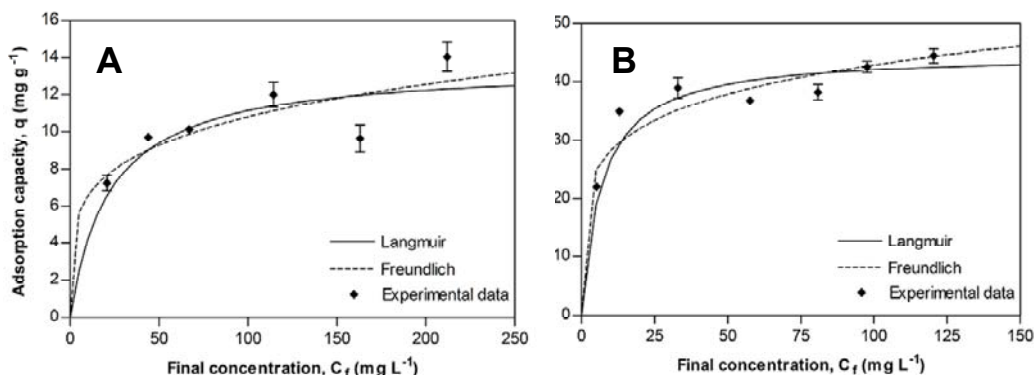 A
Adsorption capacity, q (mg g⁻¹)
16
14
12
10
8
6
4
2
0
Langmuir
Freundlich
Experimental data
0 50 100 150 200 250
Final concentration, C_f (mg L⁻¹)
B
50
40
30
20
10
0
Langmuir
Freundlich
Experimental data
0 25 50 75 100 125 150
Final concentration, C_f (mg L⁻¹)